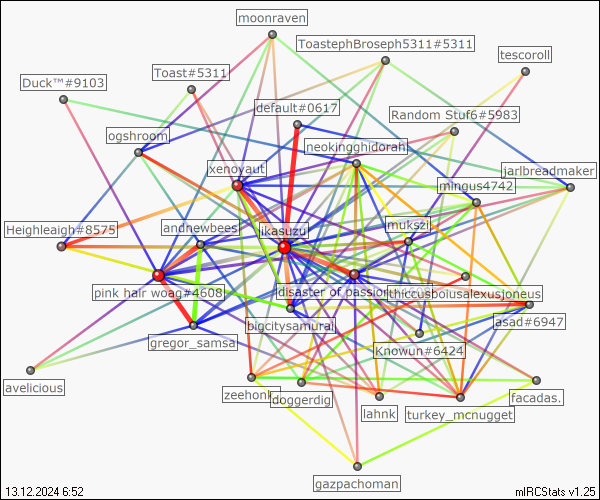 moonraven
ToastephBroseph5311#5311
tescoroll
Toast#5311
Duck™#9103
default#0617
Random Stuf6#5983
ogshroom
neokingghidorah
xenoyaut
jarlbreadmaker
mingus4742
Heighleaigh#8575
andhewbees
ikasuzu
mukszi
pink hair woag#4608
disaster of passion
thiccusbolusalexusjoneus
bigcitysamurai
asad#6947
gregor_samsa
Knowun#6424
avelicious
zeehonk
doggerdig
lahnk
turkey_mcnugget
facadas.
gazpachoman
13.12.2024 6:52
mIRCStats v1.25